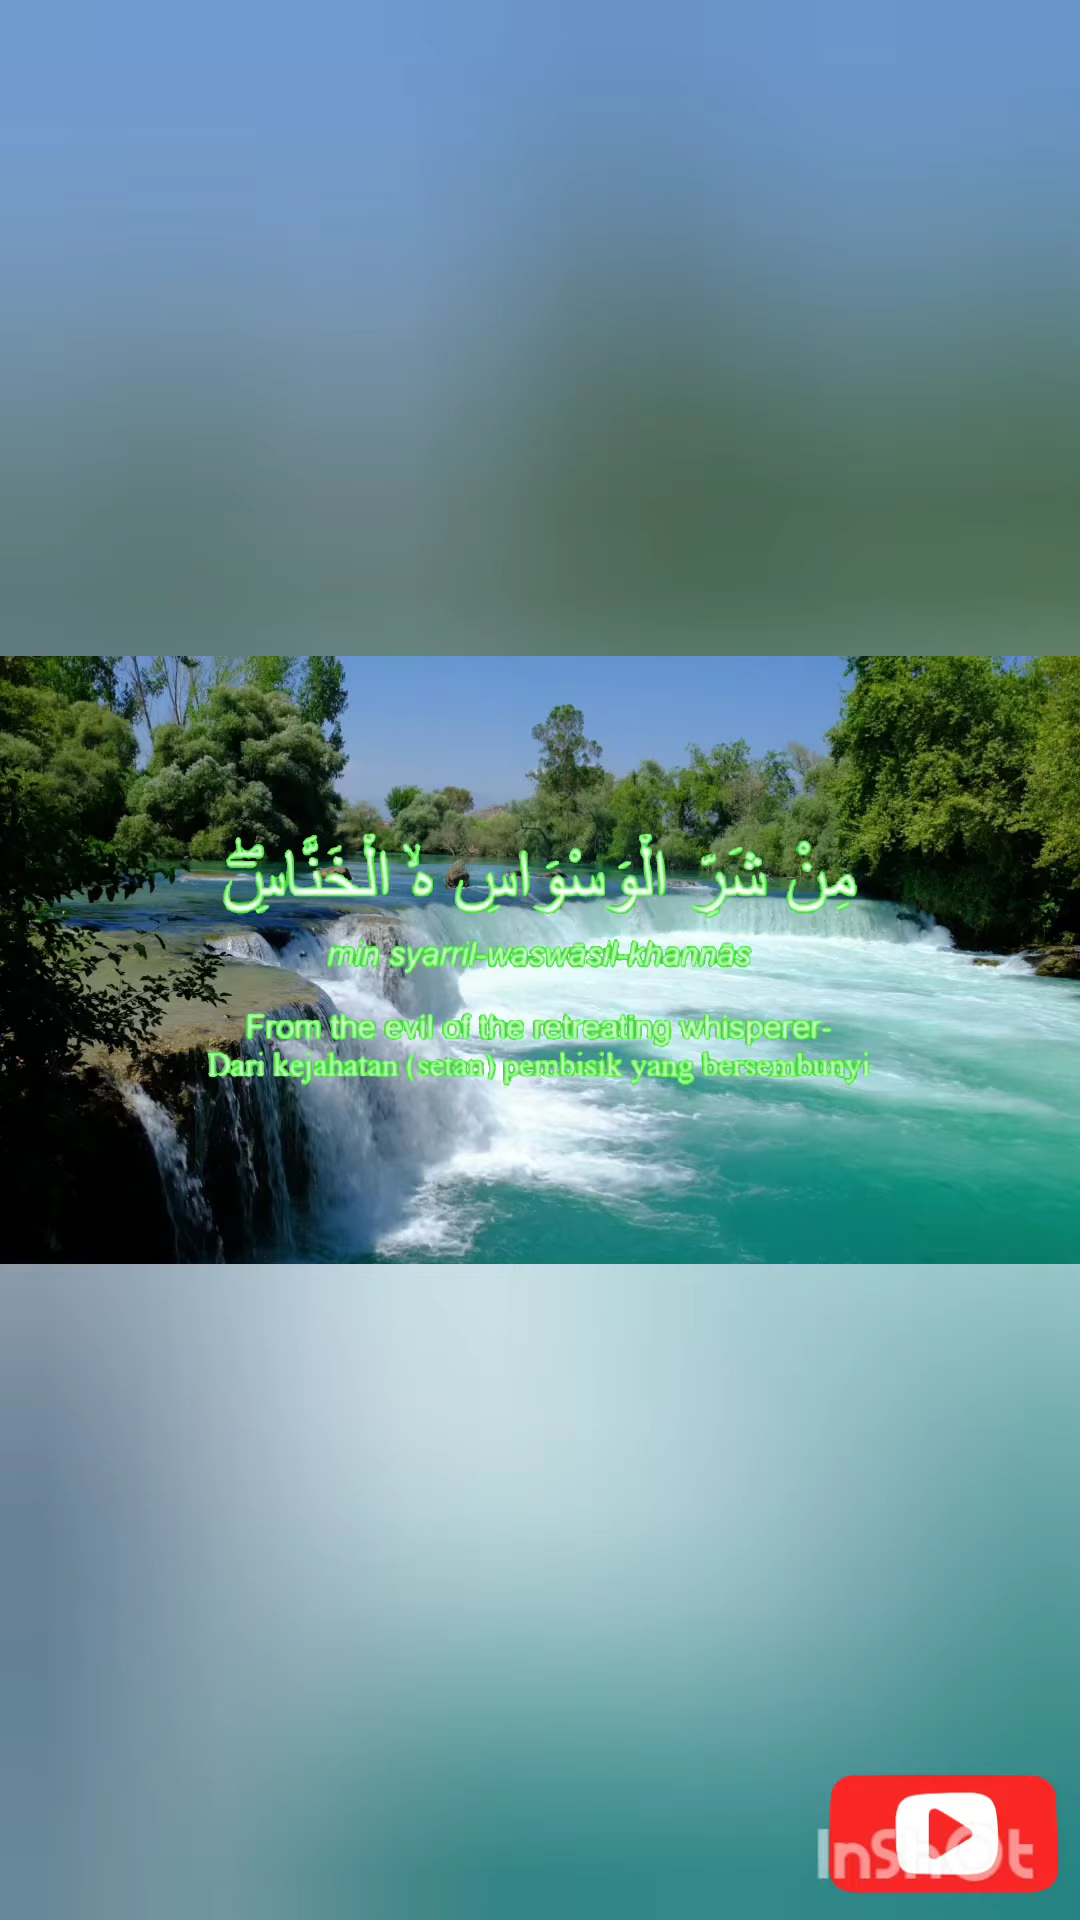 مِنْ شَرِّ الْوَسْوَاسِ ەۙ الْخَنَّاسِۖ
min syarril-waswāsil-khannās
From the evil of the retreating whisperer-
Dari kejahatan (setan) pembisik yang bersembunyi
InShOt